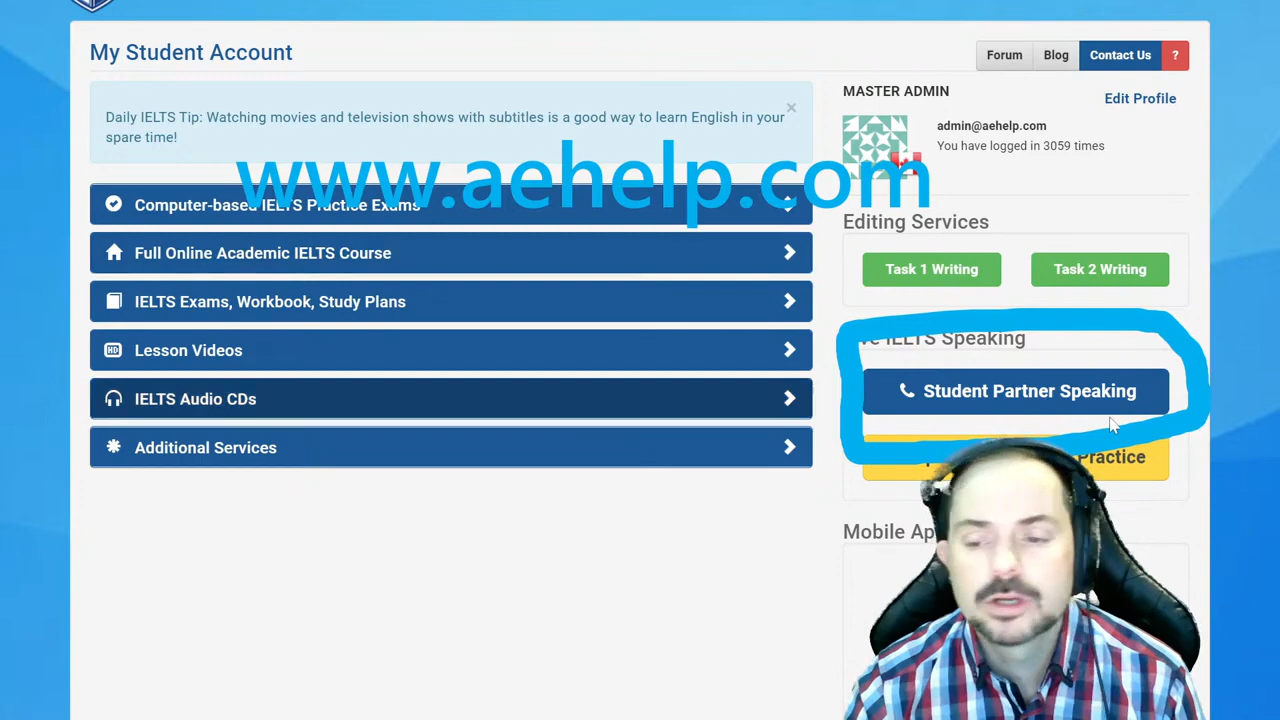 My Student Account
Forum
Blog
Contact Us
?
Daily IELTS Tip: Watching movies and television shows with subtitles is a good way to learn English in your
spare time!
×
www.aehelp.com
Computer-based IELTS Practice Exams
Full Online Academic IELTS Course
IELTS Exams, Workbook, Study Plans
HD
Lesson Videos
IELTS Audio CDs
Additional Services
MASTER ADMIN
Edit Profile
admin@aehelp.com
You have logged in 3059 times
Editing Services
Task 1 Writing
Task 2 Writing
IELTS Speaking
Student Partner Speaking
Practice
Mobile